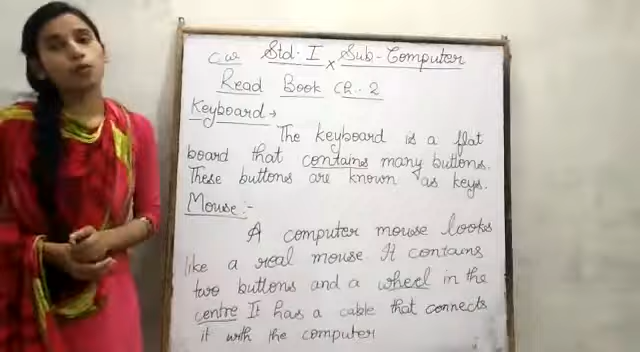 C.W Std. I x Sub-Computer
Read Book Ch. 2
Keyboard →
The keyboard is a flat
board that contains many buttons.
These buttons are known as keys.
Mouse:-
A computer mouse looks
like a real mouse. It contains
two buttons and a wheel in the
centre It has a cable that connects
it with the computer